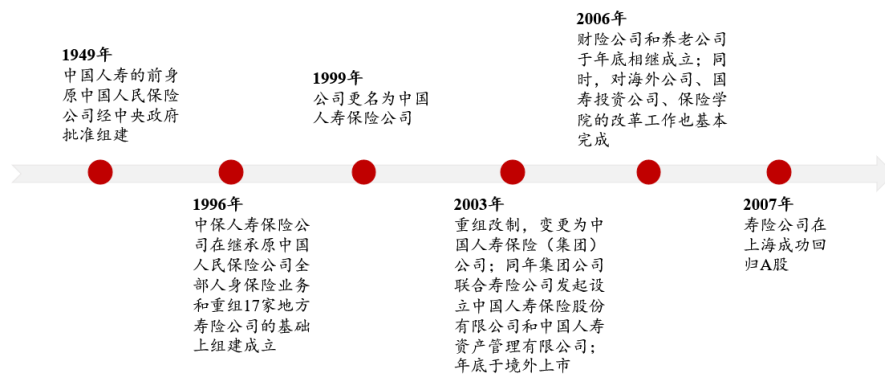 1949年
中国人寿的前身
原中国人民保险
公司经中央政府
批准组建
1996年
中保人寿保险公
司在继承原中国
人民保险公司全
部人身保险业务
和重组17家地方
寿险公司的基础
上组建成立
1999年
公司更名为中国
人寿保险公司
2003年
重组改制，变更为中
国人寿保险（集团）
公司；同年集团公司
联合寿险公司发起设
立中国人寿保险股份
有限公司和中国人寿
资产管理有限公司；
年底于境外上市
2006年
财险公司和养老公司
于年底相继成立；同
时，对海外公司、国
寿投资公司、保险学
院的改革工作也基本
完成
2007年
寿险公司在
上海成功回
归A股